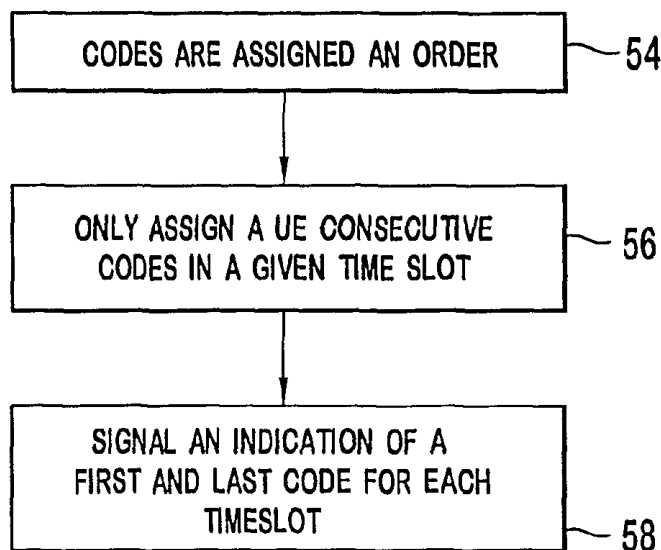 CODES ARE ASSIGNED AN ORDER
54
ONLY ASSIGN A UE CONSECUTIVE
CODES IN A GIVEN TIME SLOT
56
SIGNAL AN INDICATION OF A
FIRST AND LAST CODE FOR EACH
TIMESLOT
58